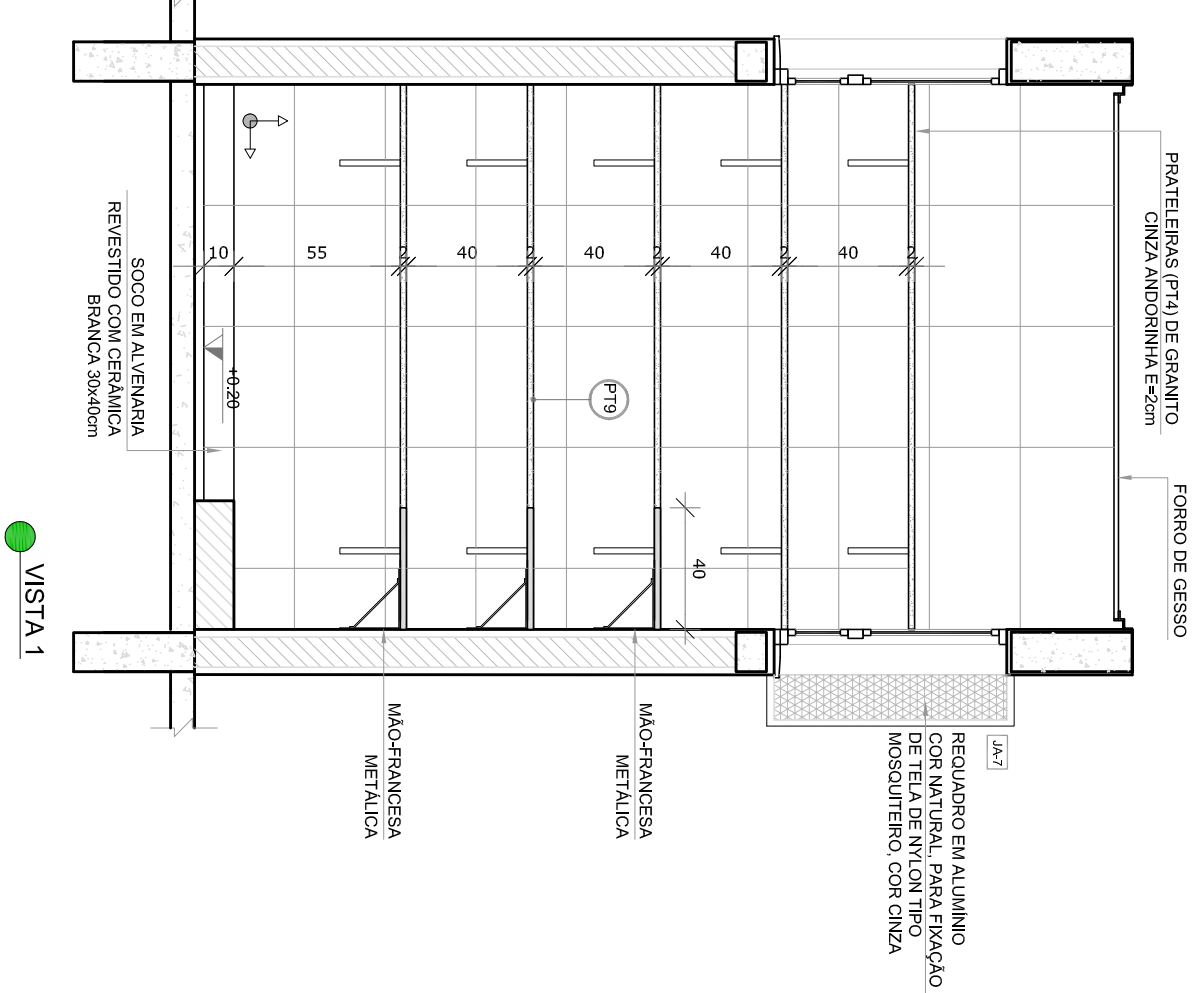 FORRO DE GESSO
PRATELEIRAS (PT4) DE GRANITO
CINZA ANDORINHA E=2cm
JA-7
REQUADRO EM ALUMÍNIO
COR NATURAL, PARA FIXAÇÃO
DE TELA DE NYLON TIPO
MOSQUITEIRO, COR CINZA
2
40
2
40
40
2
PT9
MÃO-FRANCESA
METÁLICA
40
2
40
2
MÃO-FRANCESA
METÁLICA
55
+0.20
10
SOCO EM ALVENARIA
REVESTIDO COM CERÂMICA
BRANCA 30x40cm
VISTA 1